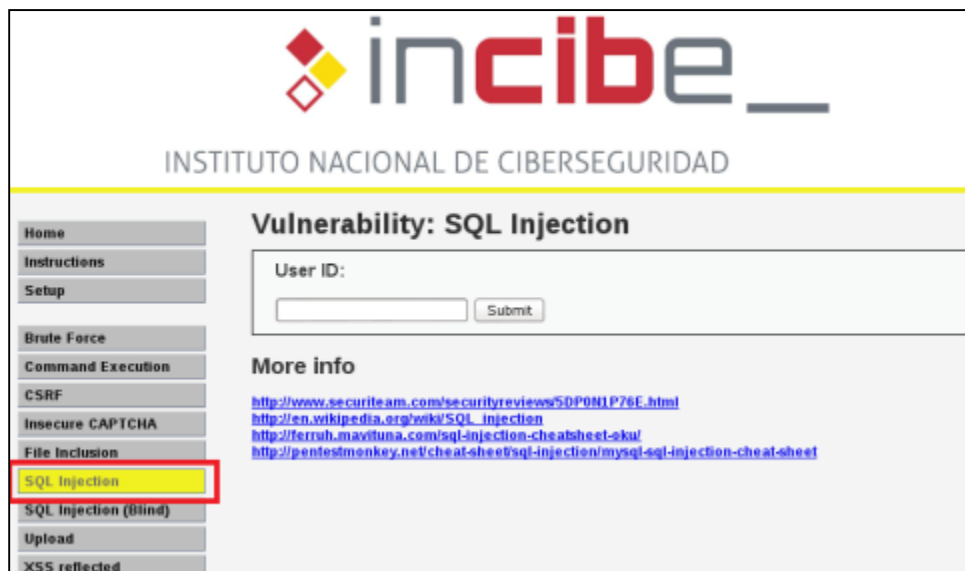 incibe_
INSTITUTO NACIONAL DE CIBERSEGURIDAD
Home
Instructions
Setup
Brute Force
Command Execution
CSRF
Insecure CAPTCHA
File Inclusion
SQL Injection
SQL Injection (Blind)
Upload
XSS reflected
Vulnerability: SQL Injection
User ID:
Submit
More info
http://www.securiteam.com/securityreviews/5DP0N1P76E.html
http://en.wikipedia.org/wiki/SQL_injection
http://ferruh.mavituna.com/sql-injection-cheatsheet-oku/
http://pentestmonkey.net/cheat-sheet/sql-injection/mysql-sql-injection-cheat-sheet